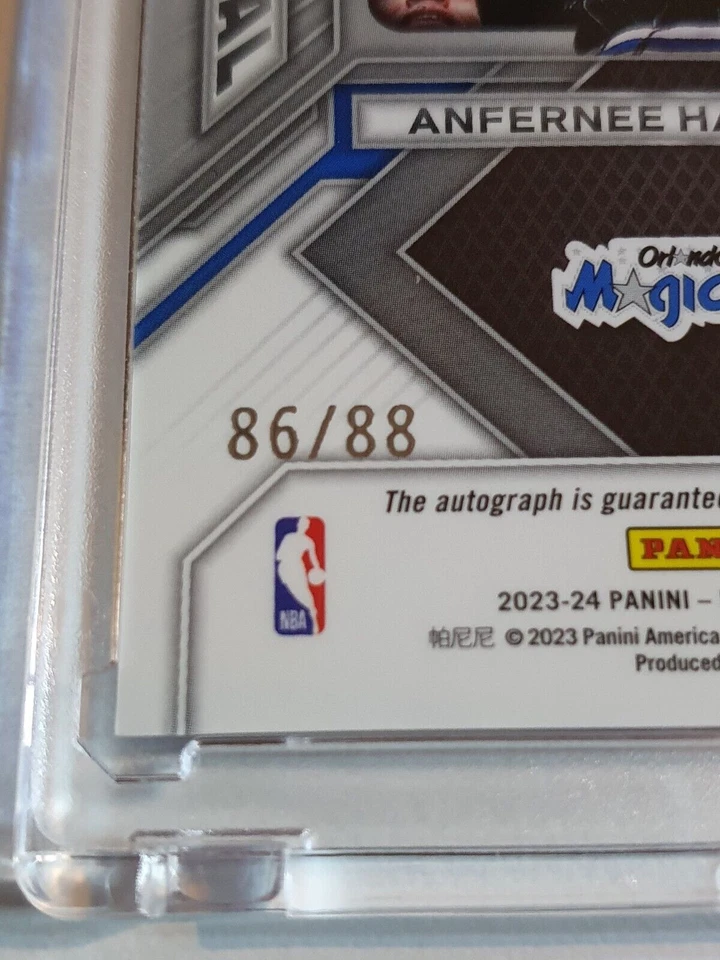 AL
ANFERNEE HA
Orlando
Magic
86/88
The autograph is guarantee
PAN
NBA
2023-24 PANINI –
帕尼尼 © 2023 Panini America
Produced